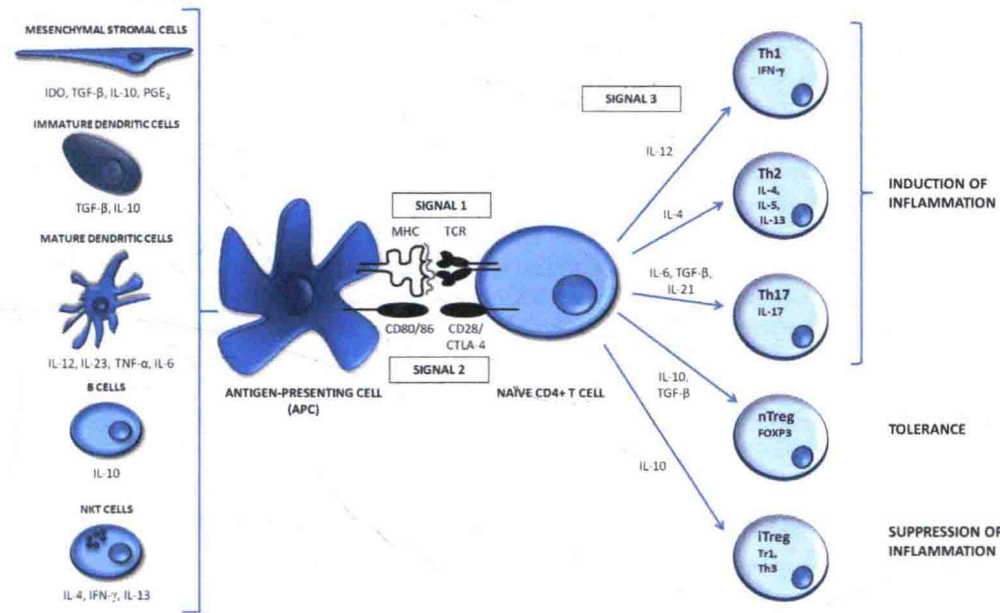 MESENCHYMAL STROMAL CELLS
IDO, TGF-β, IL-10, PGE₂
IMMATURE DENDRITIC CELLS
TGF-β, IL-10
MATURE DENDRITIC CELLS
IL-12, IL-23, TNF-α, IL-6
B CELLS
IL-10
NKT CELLS
IL-4, IFN-γ, IL-13
SIGNAL 1
MHC
TCR
CD80/86
CD28/
CTLA-4
SIGNAL 2
ANTIGEN-PRESENTING CELL
(APC)
NAÏVE CD4+ T CELL
SIGNAL 3
IL-12
IL-4
IL-6, TGF-β,
IL-21
IL-10,
TGF-β
IL-10
Th1
IFN-γ
Th2
IL-4,
IL-5,
IL-13
Th17
IL-17
nTreg
FOXP3
iTreg
Tr1,
Th3
INDUCTION OF
INFLAMMATION
TOLERANCE
SUPPRESSION OF
INFLAMMATION